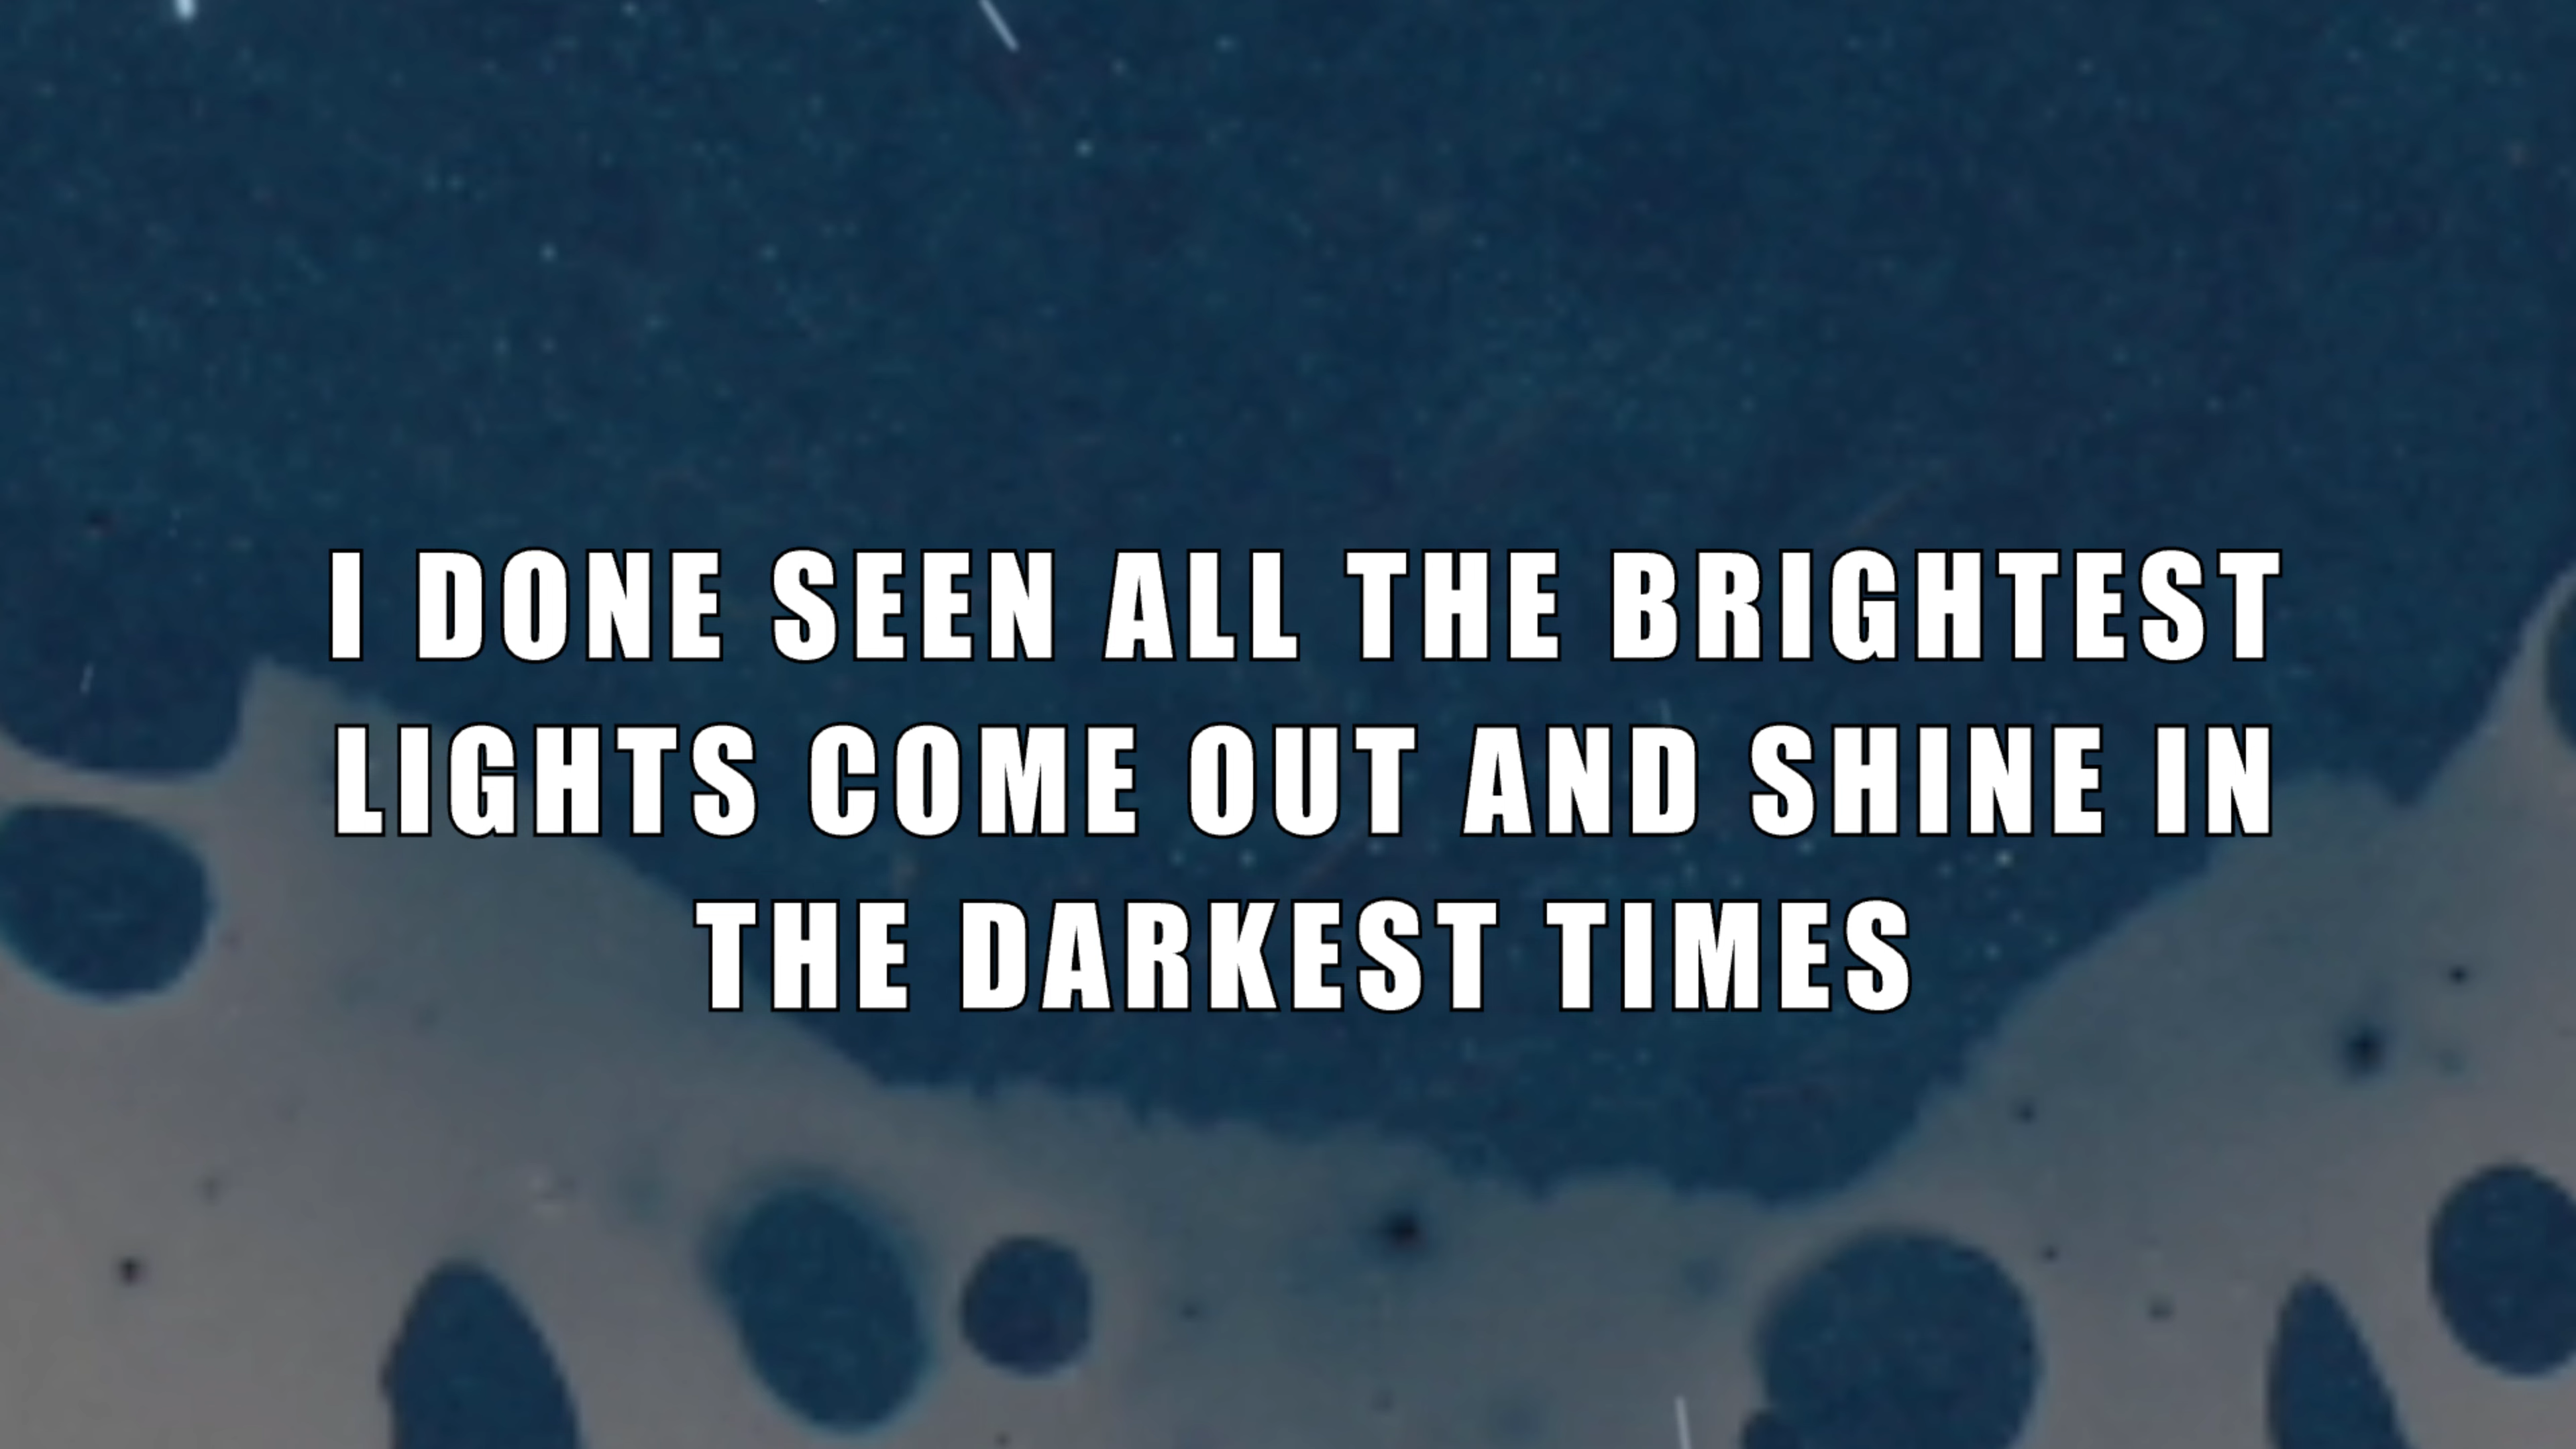 I DONE SEEN ALL THE BRIGHTEST
LIGHTS COME OUT AND SHINE IN
THE DARKEST TIMES